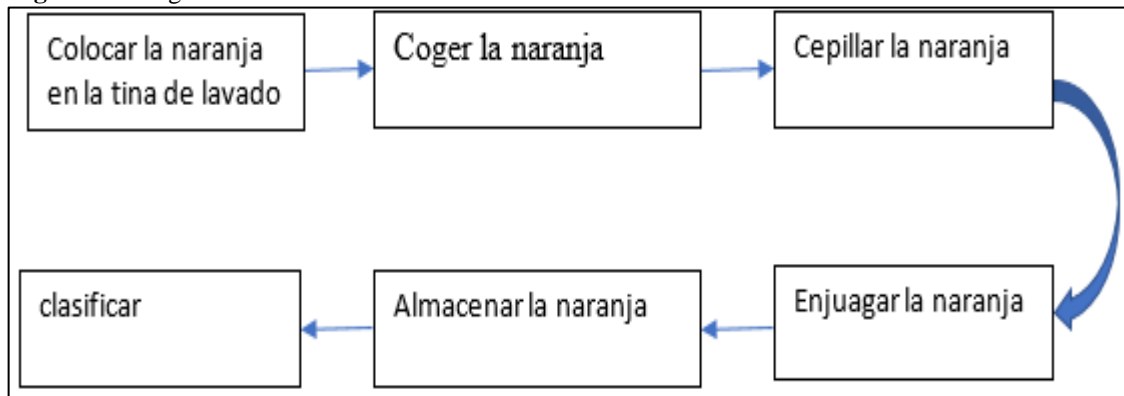 Colocar la naranja
en la tina de lavado
Coger la naranja
Cepillar la naranja
Enjuagar la naranja
Almacenar la naranja
clasificar